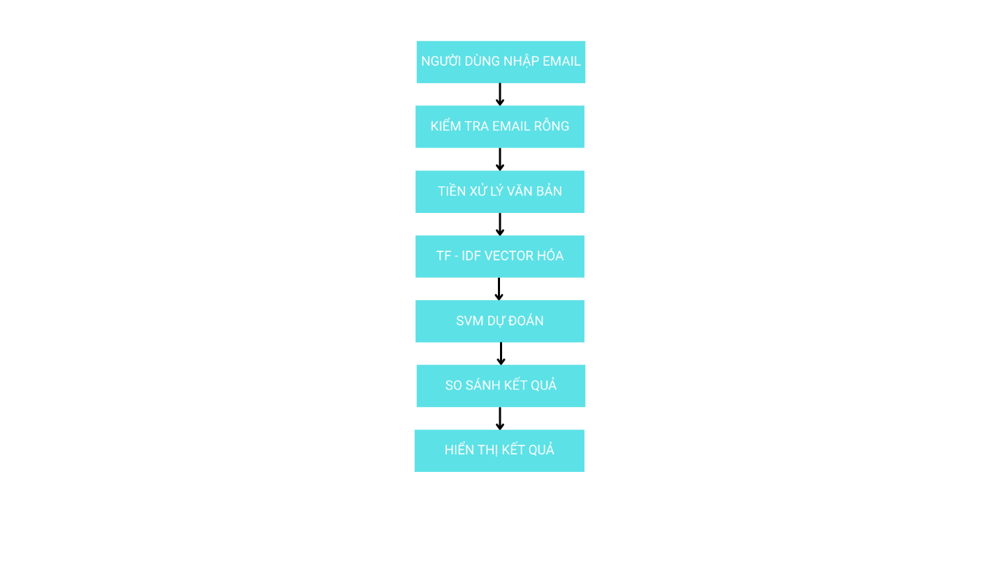 NGƯỜI DÙNG NHẬP EMAIL
KIỂM TRA EMAIL RỖNG
TIỀN XỬ LÝ VĂN BẢN
TF - IDF VECTOR HÓA
SVM DỰ ĐOÁN
SO SÁNH KẾT QUẢ
HIỂN THỊ KẾT QUẢ